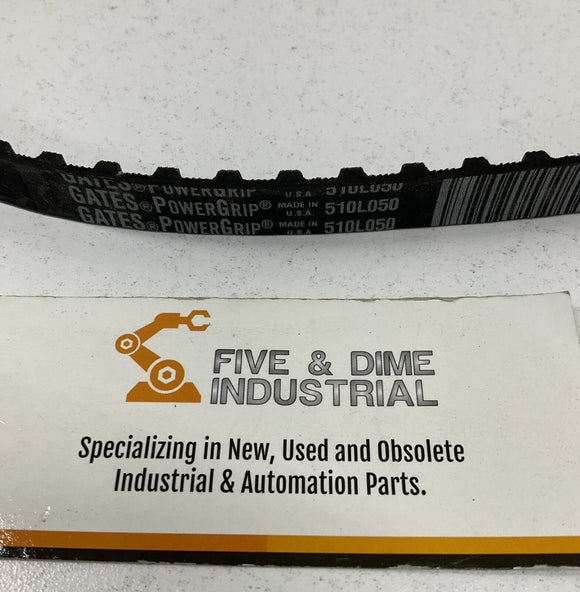 GATES® POWERGRIP U.S.A. 510L050
GATES® POWERGRIP® MADE IN U.S.A. 510L050
GATES® POWERGRIP® MADE IN U.S.A. 510L050
FIVE & DIME
INDUSTRIAL
Specializing in New, Used and Obsolete
Industrial & Automation Parts.